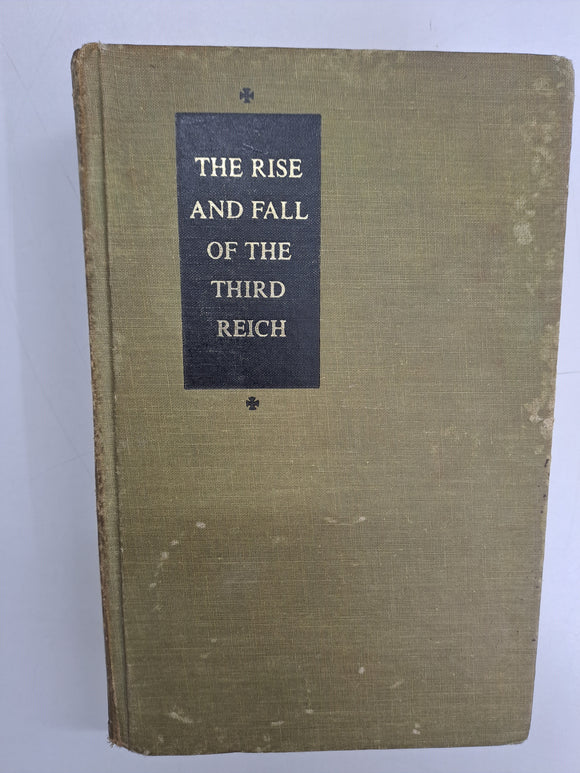 THE RISE
AND FALL
OF THE
THIRD
REICH